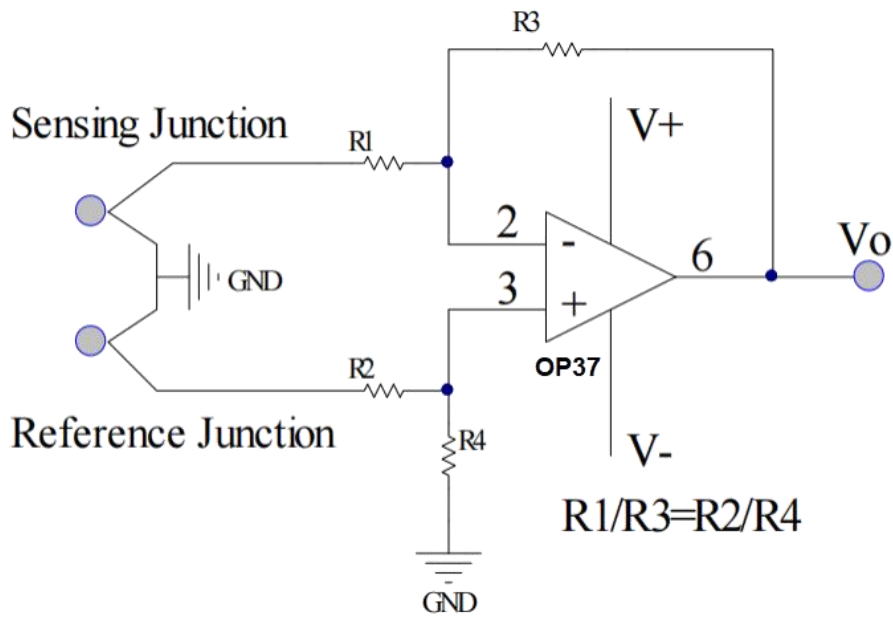 R3
V+
Sensing Junction
R1
2
-
6
Vo
GND
3
+
OP37
R2
Reference Junction
R4
V-
R1/R3=R2/R4
GND